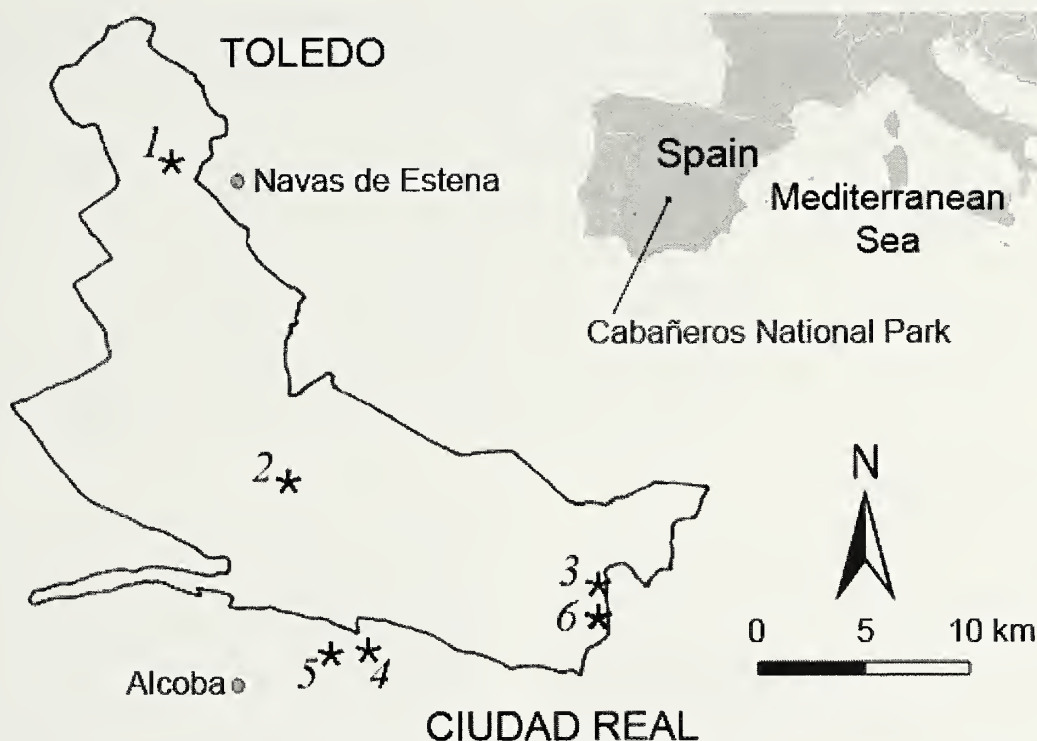 TOLEDO
1
Navas de Estena
Spain
Mediterranean
Sea
Cabañeros National Park
2
N
3
6
0 5 10 km
5 4
Alcoba
CIUDAD REAL